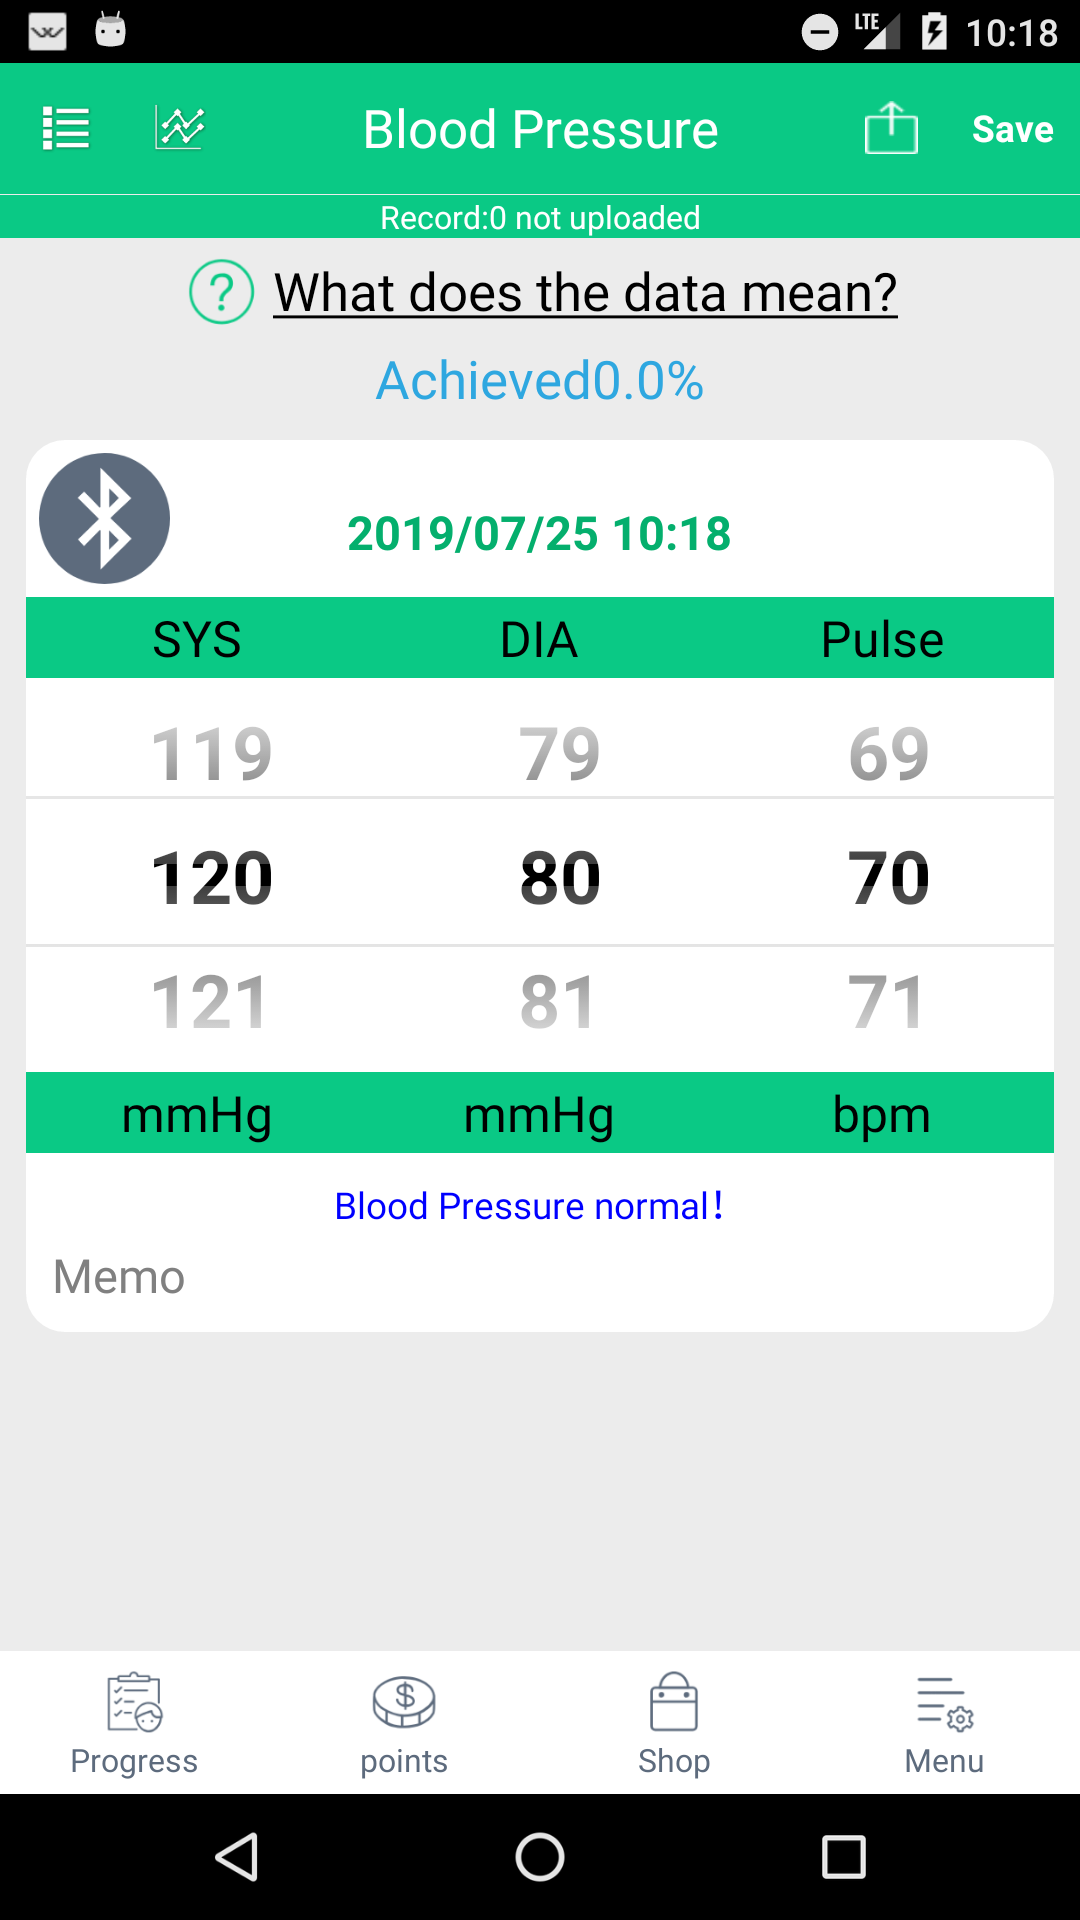 LTE 10:18
Blood Pressure Save
Record:0 not uploaded
? What does the data mean?
Achieved0.0%
2019/07/25 10:18
SYS DIA Pulse
119 79 69
120 80 70
121 81 71
mmHg mmHg bpm
Blood Pressure normal!
Memo
Progress points Shop Menu